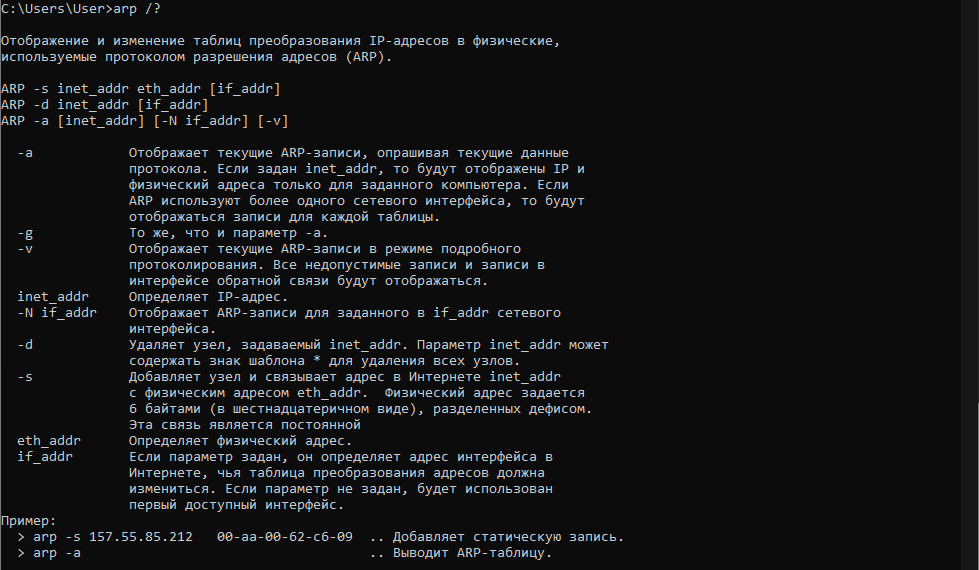 C:\Users\User>arp /?
Отображение и изменение таблиц преобразования IP-адресов в физические,
используемые протоколом разрешения адресов (ARP).
ARP -s inet_addr eth_addr [if_addr]
ARP -d inet_addr [if_addr]
ARP -a [inet_addr] [-N if_addr] [-v]
-a Отображает текущие ARP-записи, опрашивая текущие данные
протокола. Если задан inet_addr, то будут отображены IP и
физический адреса только для заданного компьютера. Если
ARP используют более одного сетевого интерфейса, то будут
отображаться записи для каждой таблицы.
-g То же, что и параметр -a.
-v Отображает текущие ARP-записи в режиме подробного
протоколирования. Все недопустимые записи и записи в
интерфейсе обратной связи будут отображаться.
inet_addr Определяет IP-адрес.
-N if_addr Отображает ARP-записи для заданного в if_addr сетевого
интерфейса.
-d Удаляет узел, задаваемый inet_addr. Параметр inet_addr может
содержать знак шаблона * для удаления всех узлов.
-s Добавляет узел и связывает адрес в Интернете inet_addr
с физическим адресом eth_addr.  Физический адрес задается
6 байтами (в шестнадцатеричном виде), разделенных дефисом.
Эта связь является постоянной
eth_addr Определяет физический адрес.
if_addr Если параметр задан, он определяет адрес интерфейса в
Интернете, чья таблица преобразования адресов должна
измениться. Если параметр не задан, будет использован
первый доступный интерфейс.
Пример:
> arp -s 157.55.85.212   00-aa-00-62-c6-09  .. Добавляет статическую запись.
> arp -a                                    .. Выводит ARP-таблицу.